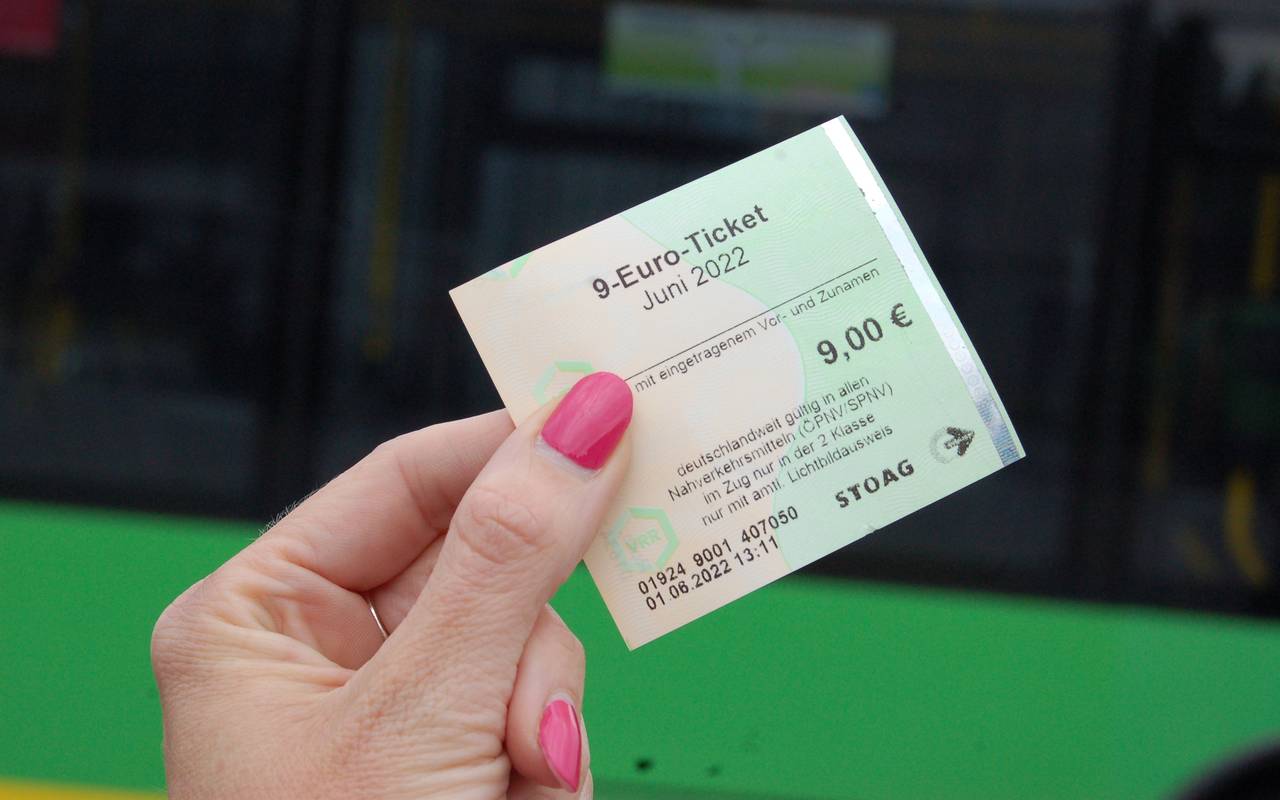 9-Euro-Ticket
Juni 2022
mit eingetragenem Vor- und Zunamen
9,00 €
deutschlandweit gültig in allen
Nahverkehrsmitteln (ÖPNV/SPNV)
im Zug nur in der 2 Klasse
nur mit amtl. Lichtbildausweis
STOAG
VRR
01924 9001 407050
01.06.2022 13:11